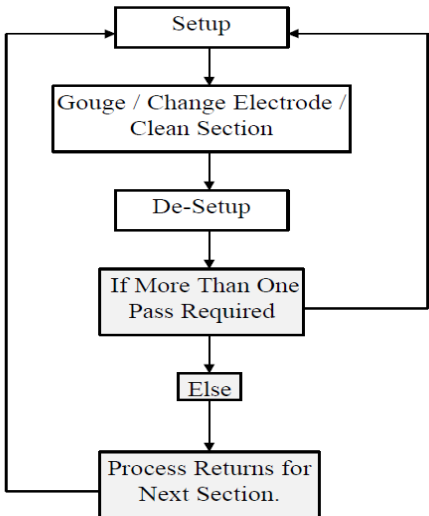 Setup
Gouge / Change Electrode /
Clean Section
De-Setup
If More Than One
Pass Required
Else
Process Returns for
Next Section.